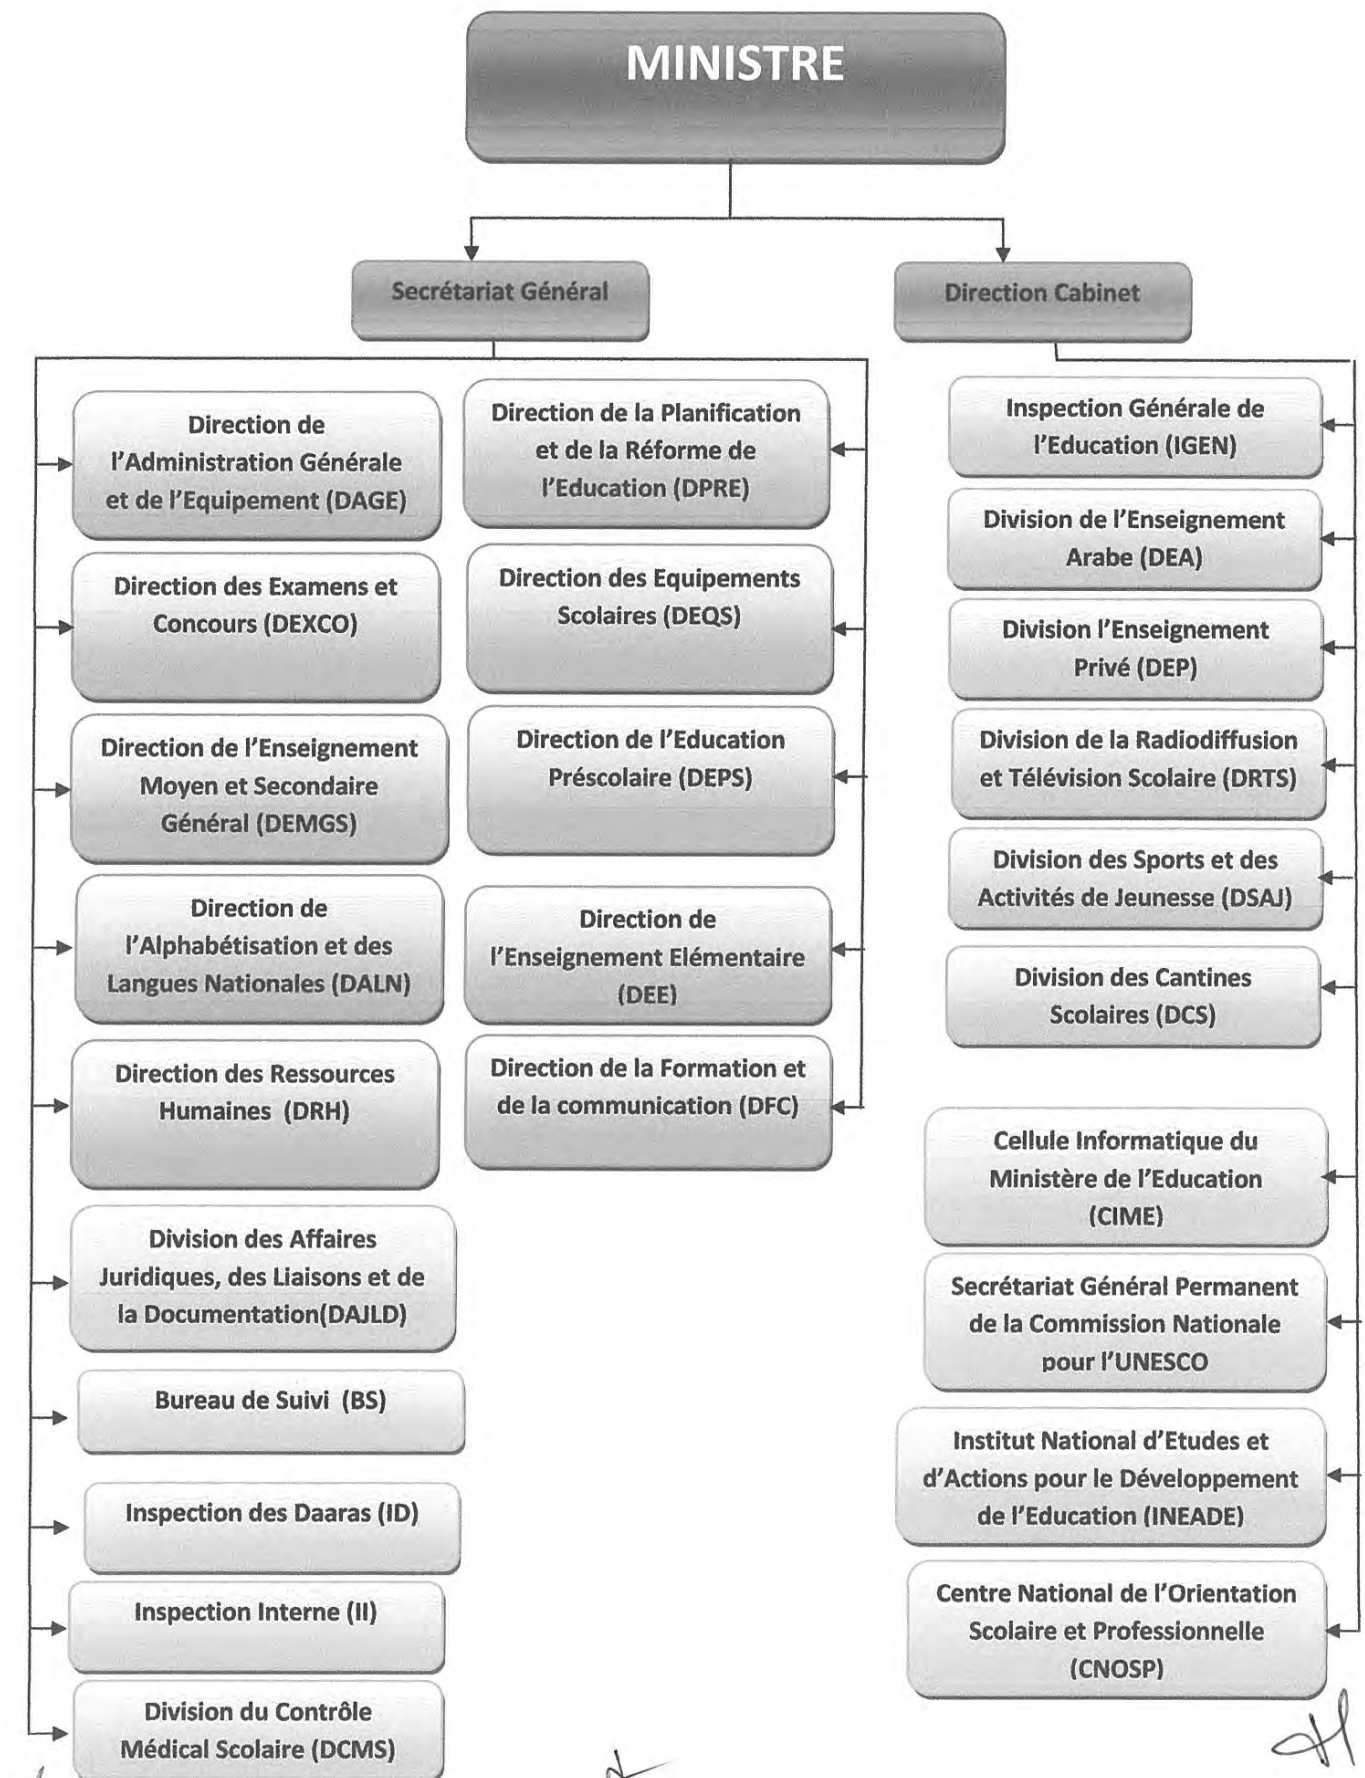 MINISTRE
Secrétariat Général
Direction Cabinet
Direction de
l'Administration Générale
et de l'Equipement (DAGE)
Direction des Examens et
Concours (DEXCO)
Direction de l'Enseignement
Moyen et Secondaire
Général (DEMGS)
Direction de
l'Alphabétisation et des
Langues Nationales (DALN)
Direction des Ressources
Humaines (DRH)
Division des Affaires
Juridiques, des Liaisons et de
la Documentation(DAJLD)
Bureau de Suivi (BS)
Inspection des Daaras (ID)
Inspection Interne (II)
Division du Contrôle
Médical Scolaire (DCMS)
Direction de la Planification
et de la Réforme de
l'Education (DPRE)
Direction des Equipements
Scolaires (DEQS)
Direction de l'Education
Préscolaire (DEPS)
Direction de
l'Enseignement Elémentaire
(DEE)
Direction de la Formation et
de la communication (DFC)
Inspection Générale de
l'Education (IGEN)
Division de l'Enseignement
Arabe (DEA)
Division l'Enseignement
Privé (DEP)
Division de la Radiodiffusion
et Télévision Scolaire (DRTS)
Division des Sports et des
Activités de Jeunesse (DSAJ)
Division des Cantines
Scolaires (DCS)
Cellule Informatique du
Ministère de l'Education
(CIME)
Secrétariat Général Permanent
de la Commission Nationale
pour l'UNESCO
Institut National d'Etudes et
d'Actions pour le Développement
de l'Education (INEADE)
Centre National de l'Orientation
Scolaire et Professionnelle
(CNOSP)